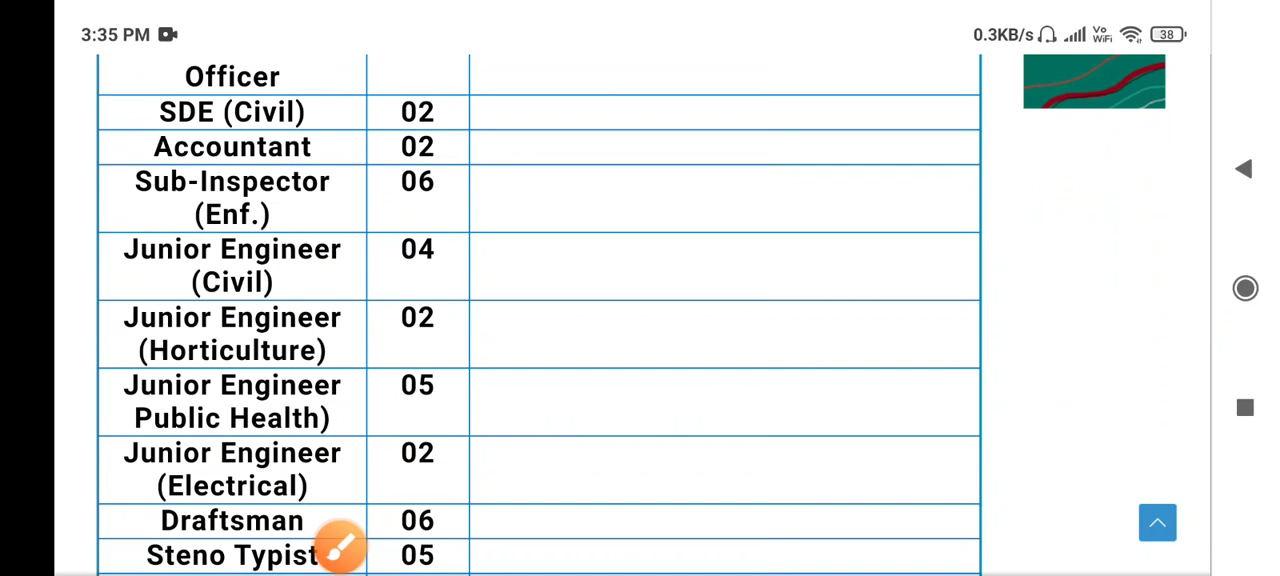 3:35 PM
0.3KB/s Vo WiFi 38
Officer
SDE (Civil) 02
Accountant 02
Sub-Inspector 06
(Enf.)
Junior Engineer 04
(Civil)
Junior Engineer 02
(Horticulture)
Junior Engineer 05
Public Health)
Junior Engineer 02
(Electrical)
Draftsman 06
Steno Typist 05